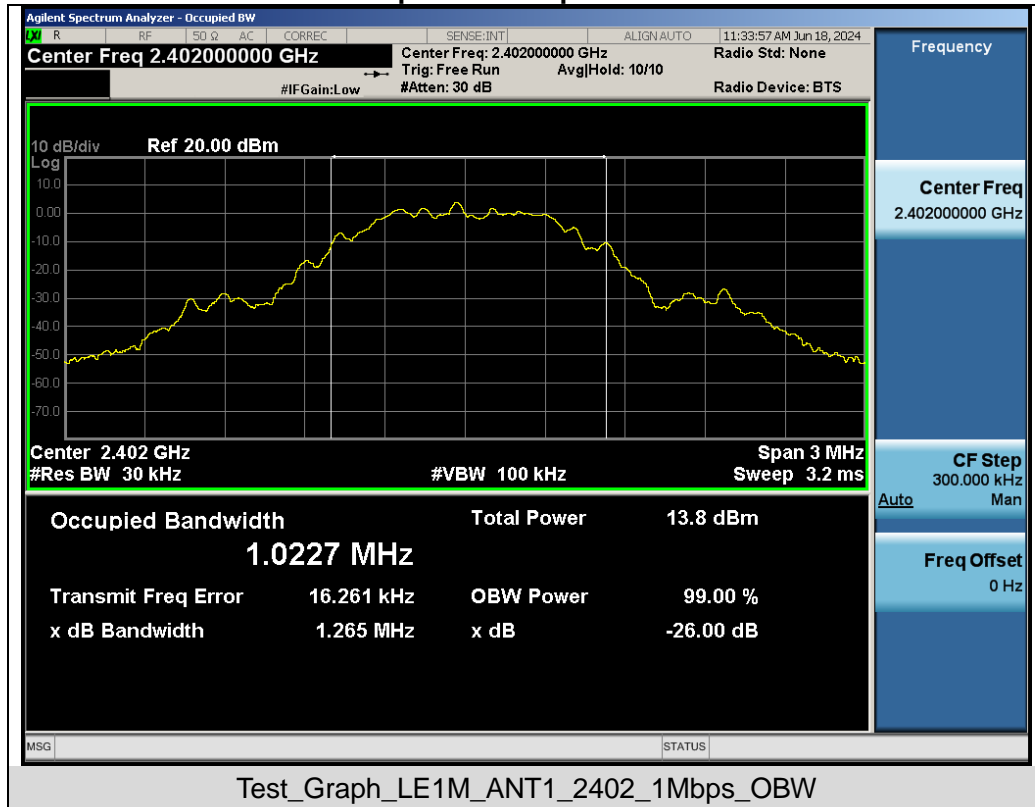 Agilent Spectrum Analyzer - Occupied BW
LXI R RF 50 Ω AC CORREC SENSE:INT ALIGN AUTO 11:33:57 AM Jun 18, 2024
Center Freq 2.402000000 GHz
Center Freq: 2.402000000 GHz
Radio Std: None
Trig: Free Run Avg|Hold: 10/10
#IFGain:Low #Atten: 30 dB Radio Device: BTS
10 dB/div Ref 20.00 dBm
Log
10.0
0.00
-10.0
-20.0
-30.0
-40.0
-50.0
-60.0
-70.0
Center 2.402 GHz Span 3 MHz
#Res BW 30 kHz #VBW 100 kHz Sweep 3.2 ms
Occupied Bandwidth Total Power 13.8 dBm
1.0227 MHz
Transmit Freq Error 16.261 kHz OBW Power 99.00 %
x dB Bandwidth 1.265 MHz x dB -26.00 dB
MSG STATUS
Frequency
Center Freq
2.402000000 GHz
CF Step
300.000 kHz
Auto Man
Freq Offset
0 Hz
Test_Graph_LE1M_ANT1_2402_1Mbps_OBW